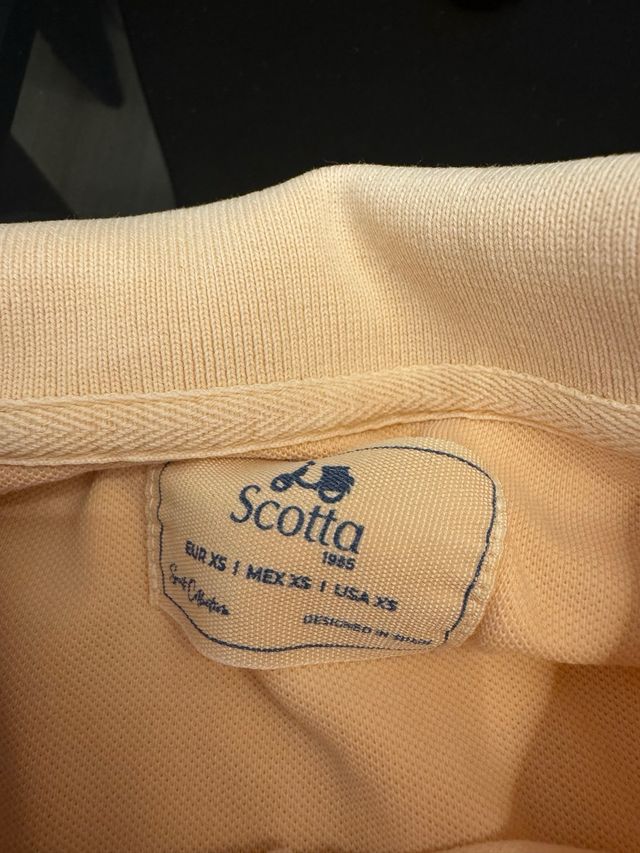 Scotta
1985
EUR XS | MEX XS | USA XS
DESIGNED IN SPAIN